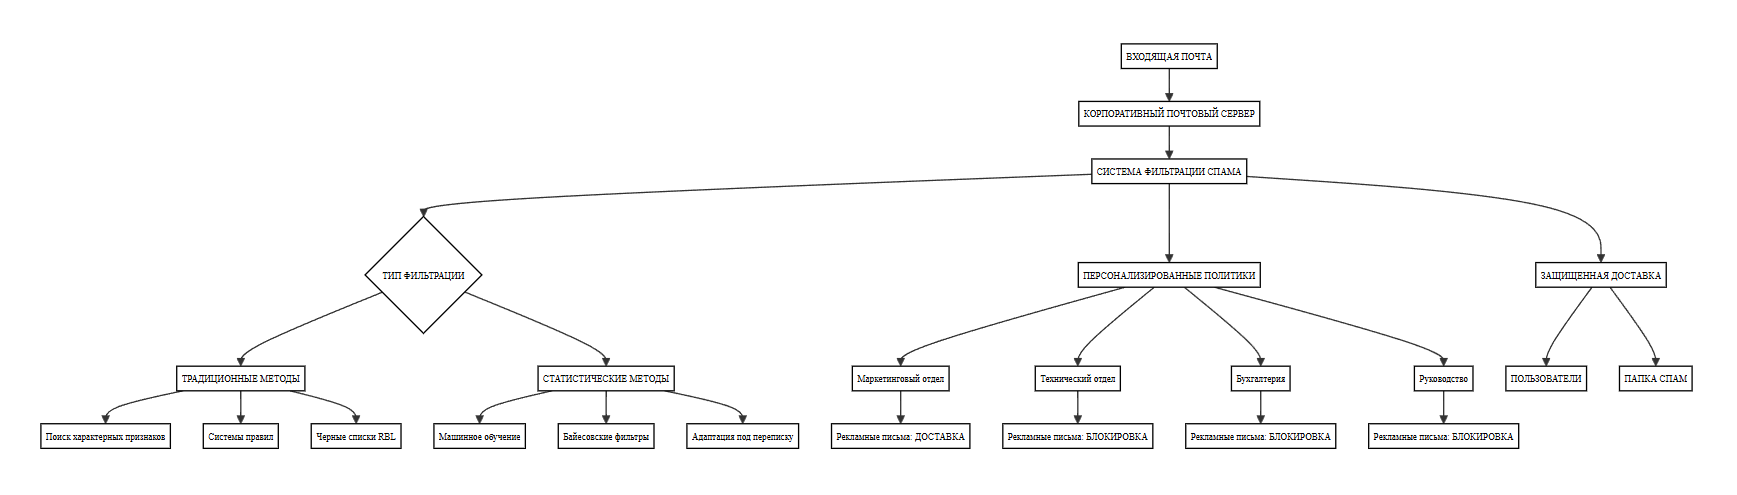 ВХОДЯЩАЯ ПОЧТА
КОРПОРАТИВНЫЙ ПОЧТОВЫЙ СЕРВЕР
СИСТЕМА ФИЛЬТРАЦИИ СПАМА
ТИП ФИЛЬТРАЦИИ
ПЕРСОНАЛИЗИРОВАННЫЕ ПОЛИТИКИ
ЗАЩИЩЕННАЯ ДОСТАВКА
ТРАДИЦИОННЫЕ МЕТОДЫ
СТАТИСТИЧЕСКИЕ МЕТОДЫ
Маркетинговый отдел
Технический отдел
Бухгалтерия
Руководство
ПОЛЬЗОВАТЕЛИ
ПАПКА СПАМ
Поиск характерных признаков
Системы правил
Черные списки RBL
Машинное обучение
Байесовские фильтры
Адаптация под переписку
Рекламные письма: ДОСТАВКА
Рекламные письма: БЛОКИРОВКА
Рекламные письма: БЛОКИРОВКА
Рекламные письма: БЛОКИРОВКА